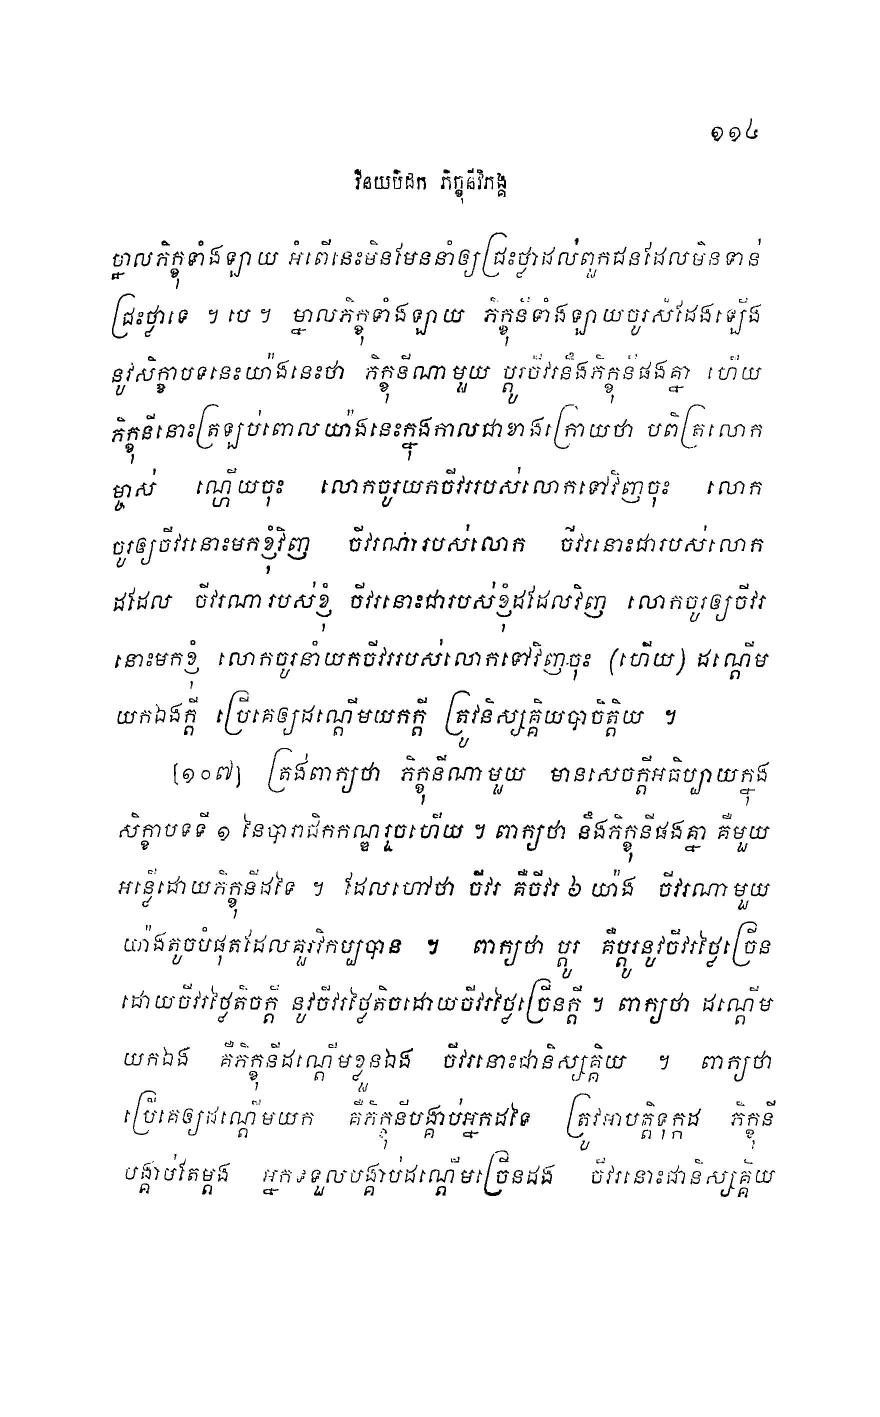 ១១៤
វិនយបិដក ភិក្ខុនីវិភង្គ
ម្នាលភិក្ខុទាំងឡាយ អំពើនេះមិនមែននាំឲ្យជ្រះថ្លាដល់ពួកជនដែលមិនទាន់
ជ្រះថ្លាទេ ។ បេ ។ ម្នាលភិក្ខុទាំងឡាយ ភិក្ខុនីទាំងឡាយចូរសំដែងឡើង
នូវសិក្ខាបទនេះយ៉ាងនេះថា ភិក្ខុនីណាមួយ ប្តូរចីវរនឹងភិក្ខុនីផងគ្នា ហើយ
ភិក្ខុនីនោះត្រឡប់ពោលយ៉ាងនេះក្នុងកាលជាខាងក្រោយថា បពិត្រលោក
ម្ចាស់ ណ្ហើយចុះ លោកចូរយកចីវររបស់លោកទៅវិញចុះ លោក
ចូរឲ្យចីវរនោះមកខ្ញុំវិញ ចីវរណារបស់លោក ចីវរនោះជារបស់លោក
ដដែល ចីវរណារបស់ខ្ញុំ ចីវរនោះជារបស់ខ្ញុំដដែលវិញ លោកចូរឲ្យចីវរ
នោះមកខ្ញុំ លោកចូរនាំយកចីវររបស់លោកទៅវិញចុះ (ហើយ) ដណ្តើម
យកឯងក្តី ប្រើគេឲ្យដណ្តើមយកក្តី ត្រូវនិស្សគ្គិយបាចិត្តិយ ។
[១០៧] ត្រង់ពាក្យថា ភិក្ខុនីណាមួយ មានសេចក្តីអធិប្បាយក្នុង
សិក្ខាបទទី ១ នៃបារាជិកកណ្ឌរួចហើយ ។ ពាក្យថា នឹងភិក្ខុនីផងគ្នា គឺមួយ
អន្លើដោយភិក្ខុនីដទៃ ។ ដែលហៅថា ចីវរ គឺចីវរ ៦ យ៉ាង ចីវរណាមួយ
យ៉ាងតូចបំផុតដែលគួរវិកប្បបាន ។ ពាក្យថា ប្តូរ គឺប្តូរនូវចីវរថ្លៃច្រើន
ដោយចីវរថ្លៃតិចក្តី នូវចីវរថ្លៃតិចដោយចីវរថ្លៃច្រើនក្តី ។ ពាក្យថា ដណ្តើម
យកឯង គឺភិក្ខុនីដណ្តើមខ្លួនឯង ចីវរនោះជានិស្សគ្គិយ ។ ពាក្យថា
ប្រើគេឲ្យដណ្តើមយក គឺភិក្ខុនីបង្គាប់អ្នកដទៃ ត្រូវអាបត្តិទុក្កដ ភិក្ខុនី
បង្គាប់តែម្តង អ្នកទទួលបង្គាប់ដណ្តើមច្រើនដង ចីវរនោះជានិស្សគ្គិយ